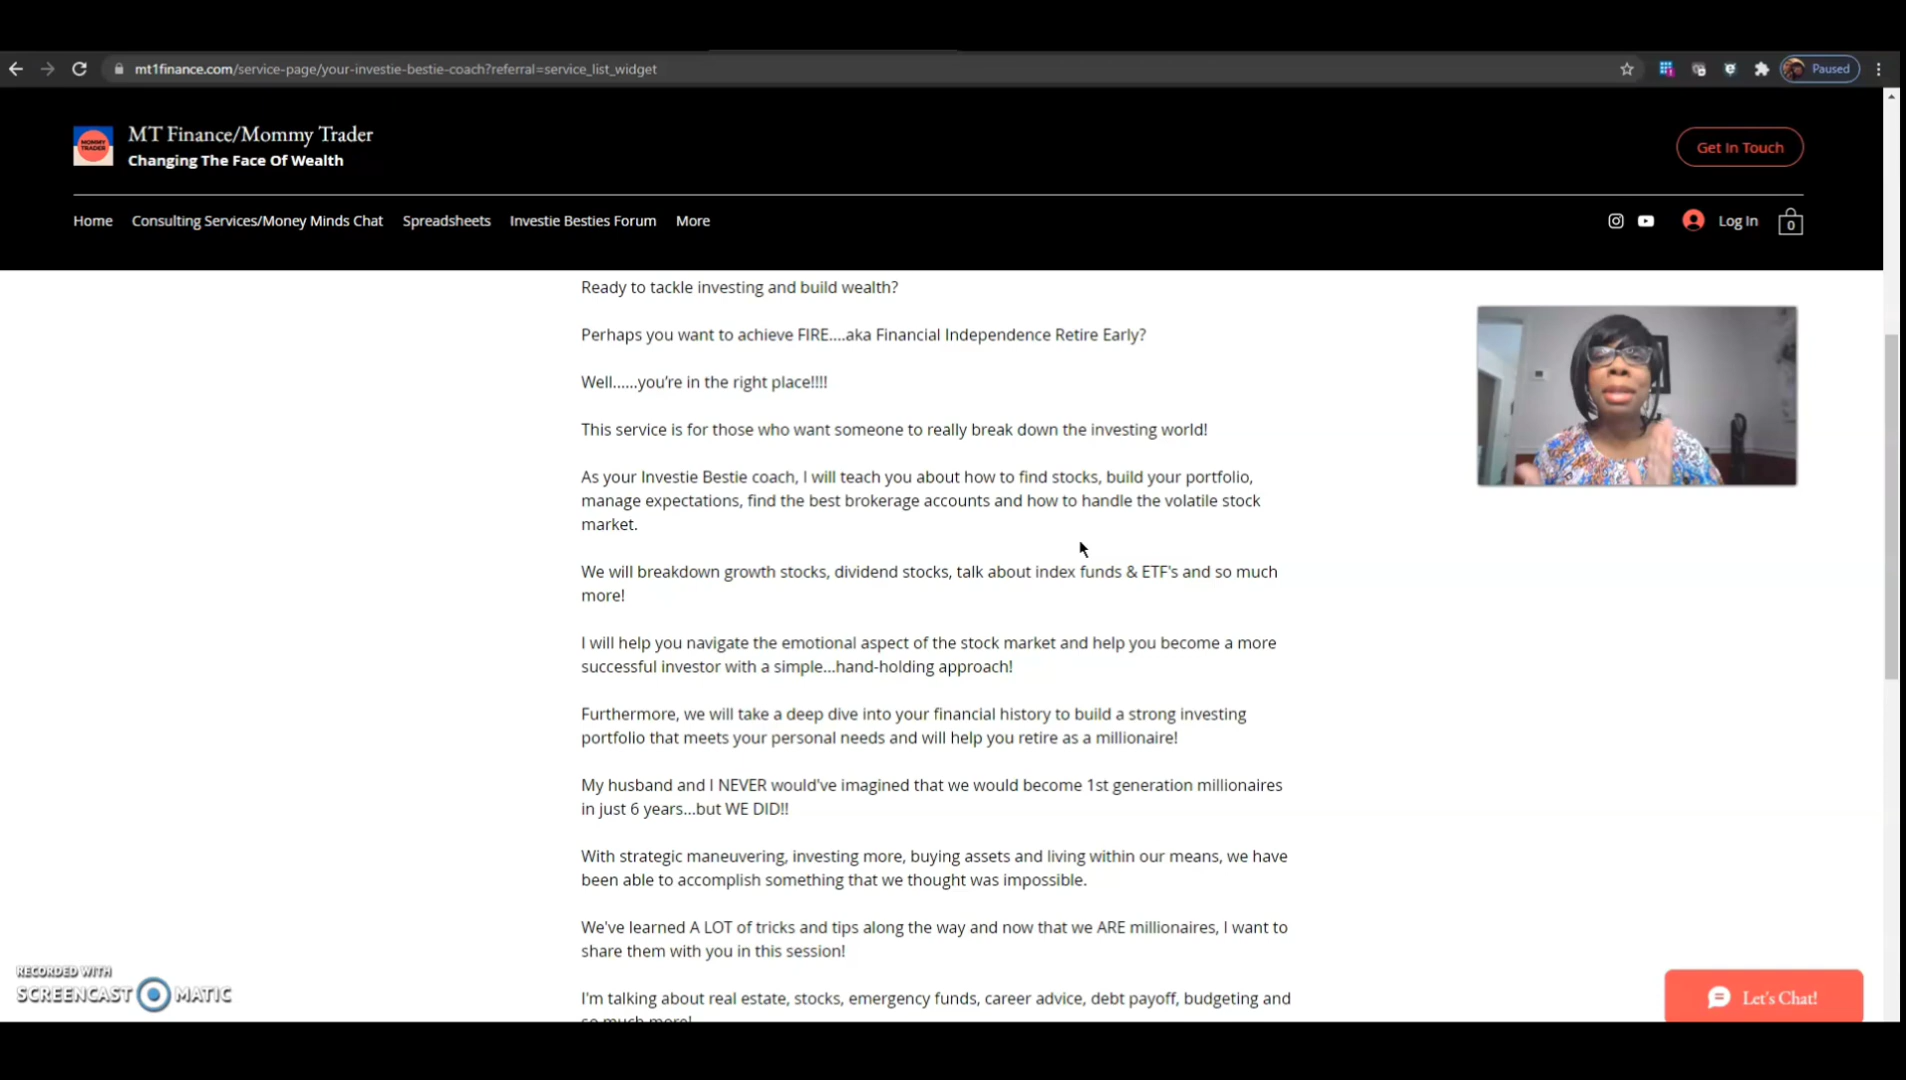 mt1finance.com/service-page/your-investie-bestie-coach?referral=service_list_widget
Paused
MOMMY
TRADER
MT Finance/Mommy Trader
Changing The Face Of Wealth
Get In Touch
Home Consulting Services/Money Minds Chat Spreadsheets Investie Besties Forum More
Log In
0
Ready to tackle investing and build wealth?
Perhaps you want to achieve FIRE....aka Financial Independence Retire Early?
Well......you're in the right place!!!!
This service is for those who want someone to really break down the investing world!
As your Investie Bestie coach, I will teach you about how to find stocks, build your portfolio,
manage expectations, find the best brokerage accounts and how to handle the volatile stock
market.
We will breakdown growth stocks, dividend stocks, talk about index funds & ETF's and so much
more!
I will help you navigate the emotional aspect of the stock market and help you become a more
successful investor with a simple...hand-holding approach!
Furthermore, we will take a deep dive into your financial history to build a strong investing
portfolio that meets your personal needs and will help you retire as a millionaire!
My husband and I NEVER would've imagined that we would become 1st generation millionaires
in just 6 years...but WE DID!!
With strategic maneuvering, investing more, buying assets and living within our means, we have
been able to accomplish something that we thought was impossible.
We've learned A LOT of tricks and tips along the way and now that we ARE millionaires, I want to
share them with you in this session!
I'm talking about real estate, stocks, emergency funds, career advice, debt payoff, budgeting and
so much more!
RECORDED WITH
SCREENCAST MATIC
Let's Chat!